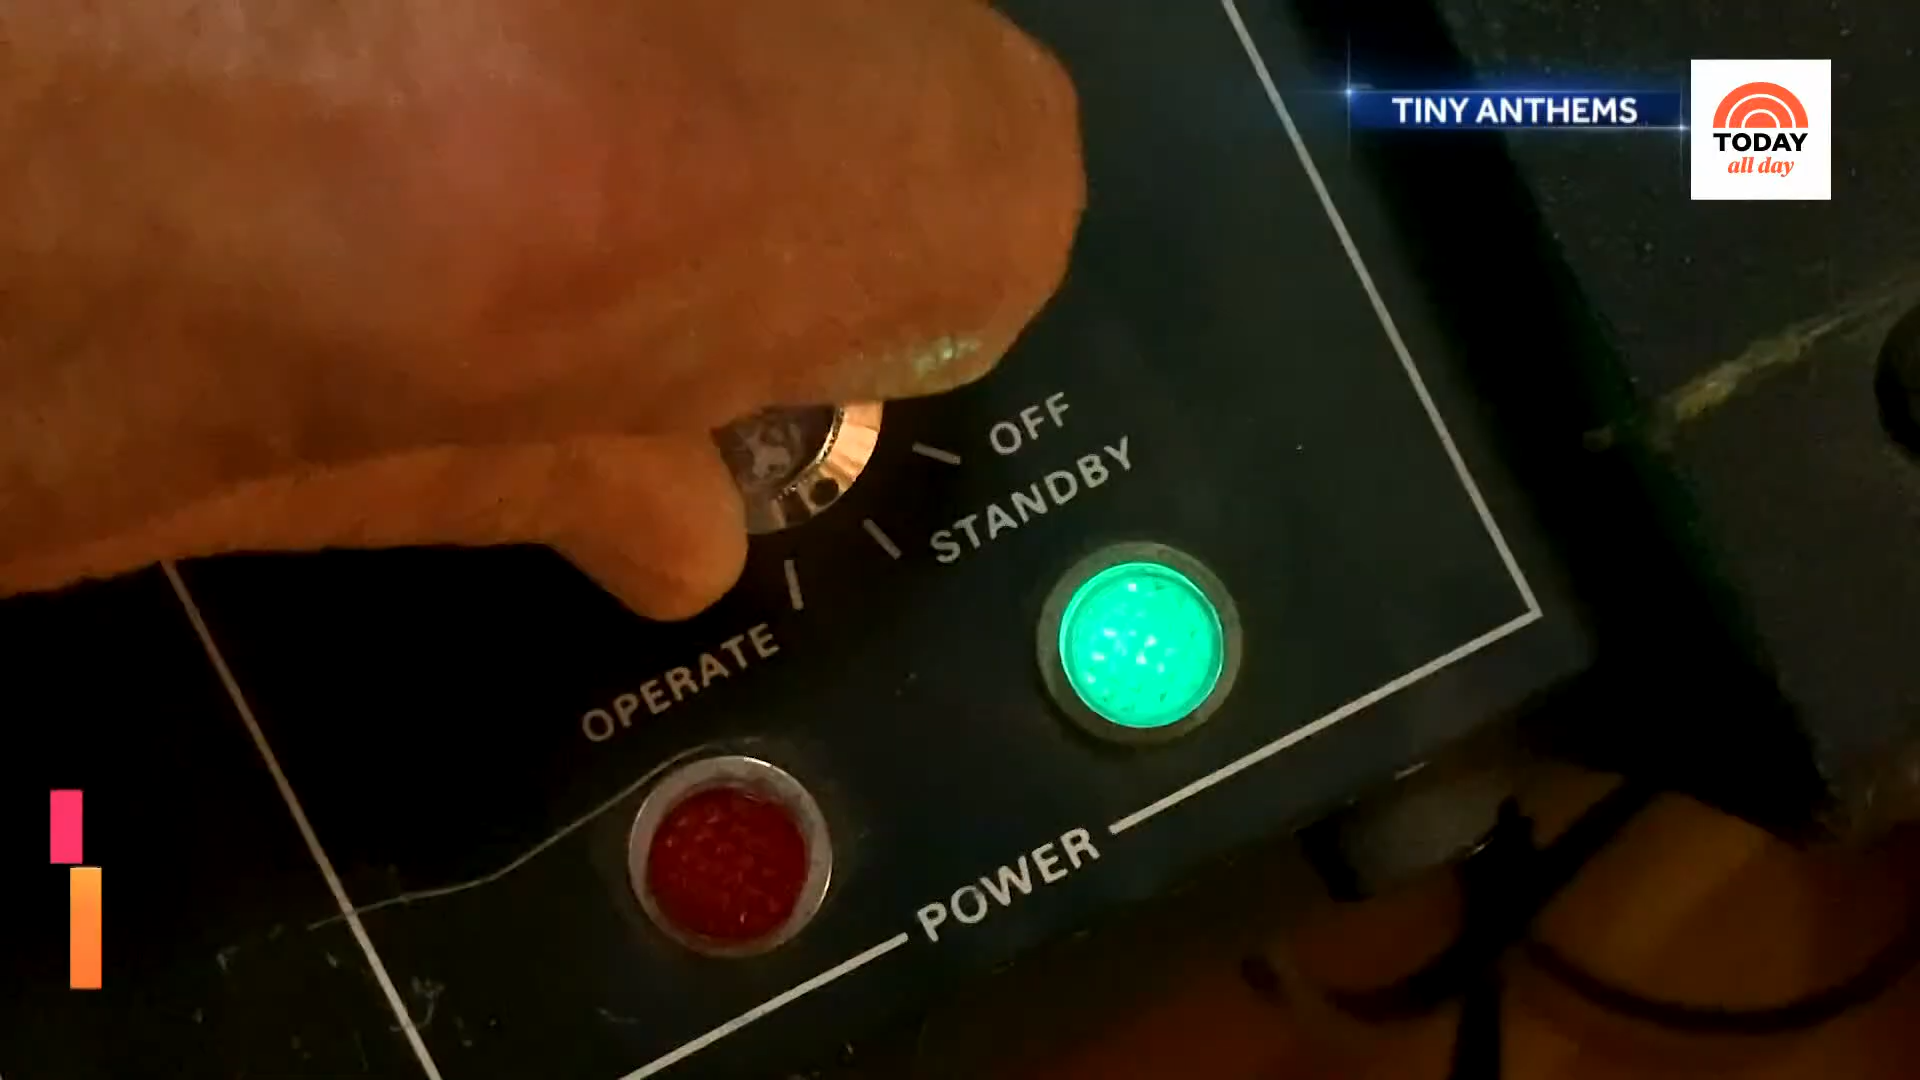 TINY ANTHEMS
TODAY
all day
OFF
STANDBY
OPERATE
POWER